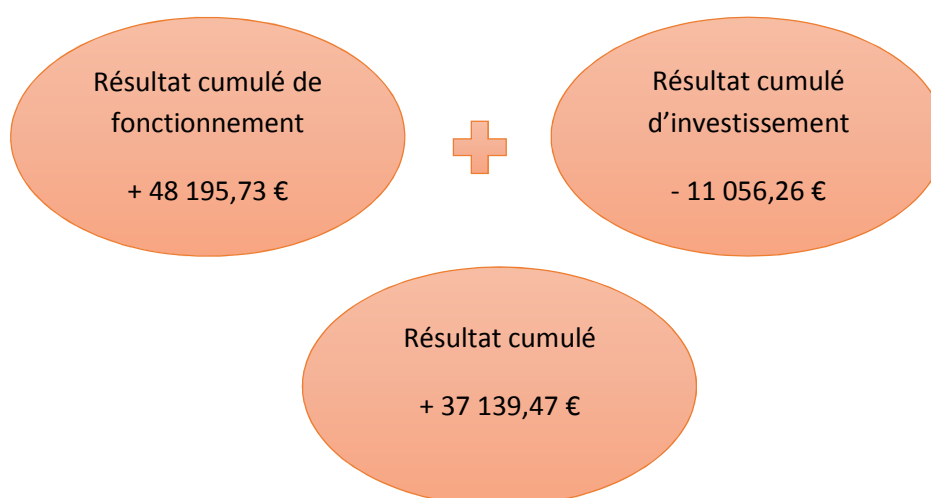 Résultat cumulé de
fonctionnement
+ 48 195,73 €
Résultat cumulé
d’investissement
- 11 056,26 €
Résultat cumulé
+ 37 139,47 €